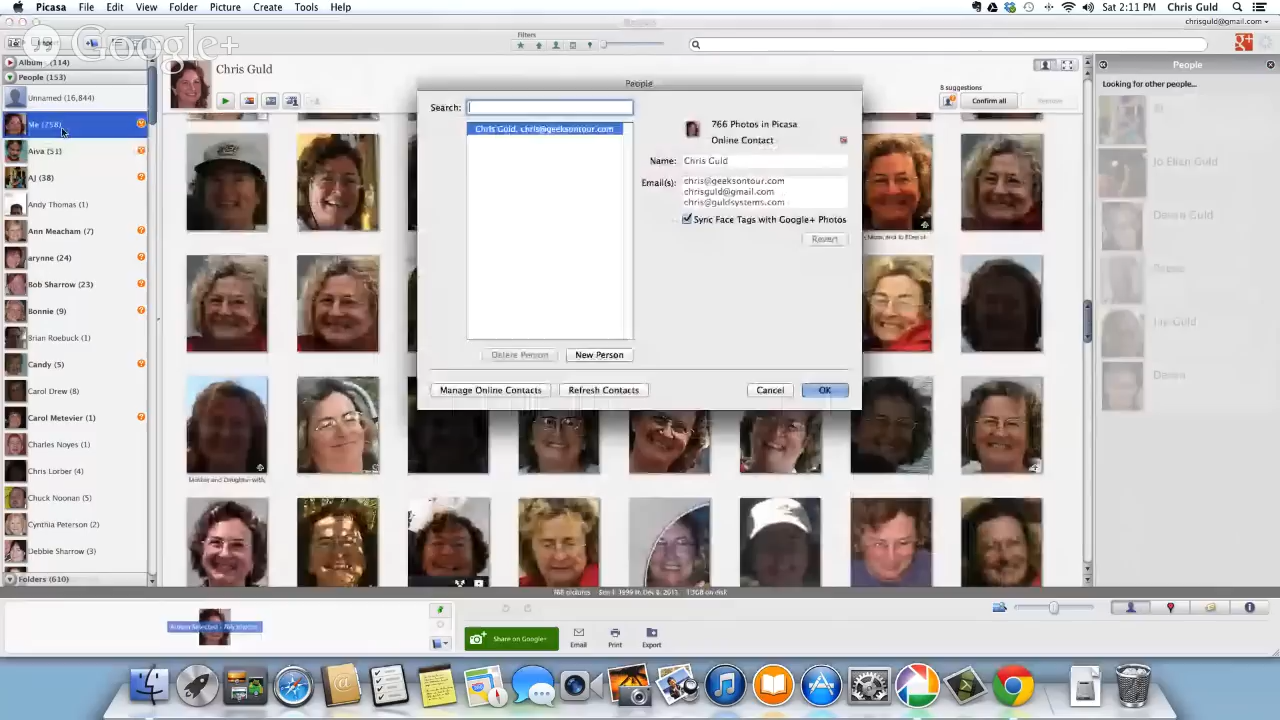 Picasa File Edit View Folder Picture Create Tools Help
Sat 2:11 PM Chris Guld
chrisguld@gmail.com
Google+
Filters
Album (114)
People (153)
Unnamed (16,844)
Me (758)
Aiva (51)
AJ (38)
Andy Thomas (1)
Ann Meacham (7)
arynne (24)
Bob Sharrow (23)
Bonnie (9)
Brian Roebuck (1)
Candy (5)
Carol Drew (8)
Carol Metevier (1)
Charles Noyes (1)
Chris Lorber (4)
Chuck Noonan (5)
Cynthia Peterson (2)
Debbie Sharrow (3)
Folders (610)
Chris Guld
8 suggestions
Confirm all
People
Search:
Chris Guld, chris@geeksontour.com
766 Photos in Picasa
Online Contact
Name: Chris Guld
Email(s): chris@geeksontour.com
chrisguld@gmail.com
chris@guldsystems.com
Sync Face Tags with Google+ Photos
Revert
Delete Person
New Person
Manage Online Contacts
Refresh Contacts
Cancel
OK
People
Looking for other people...
Jo Ellen Guld
Guld
Mother and Daughter with,
Share on Google+
Email
Print
Export